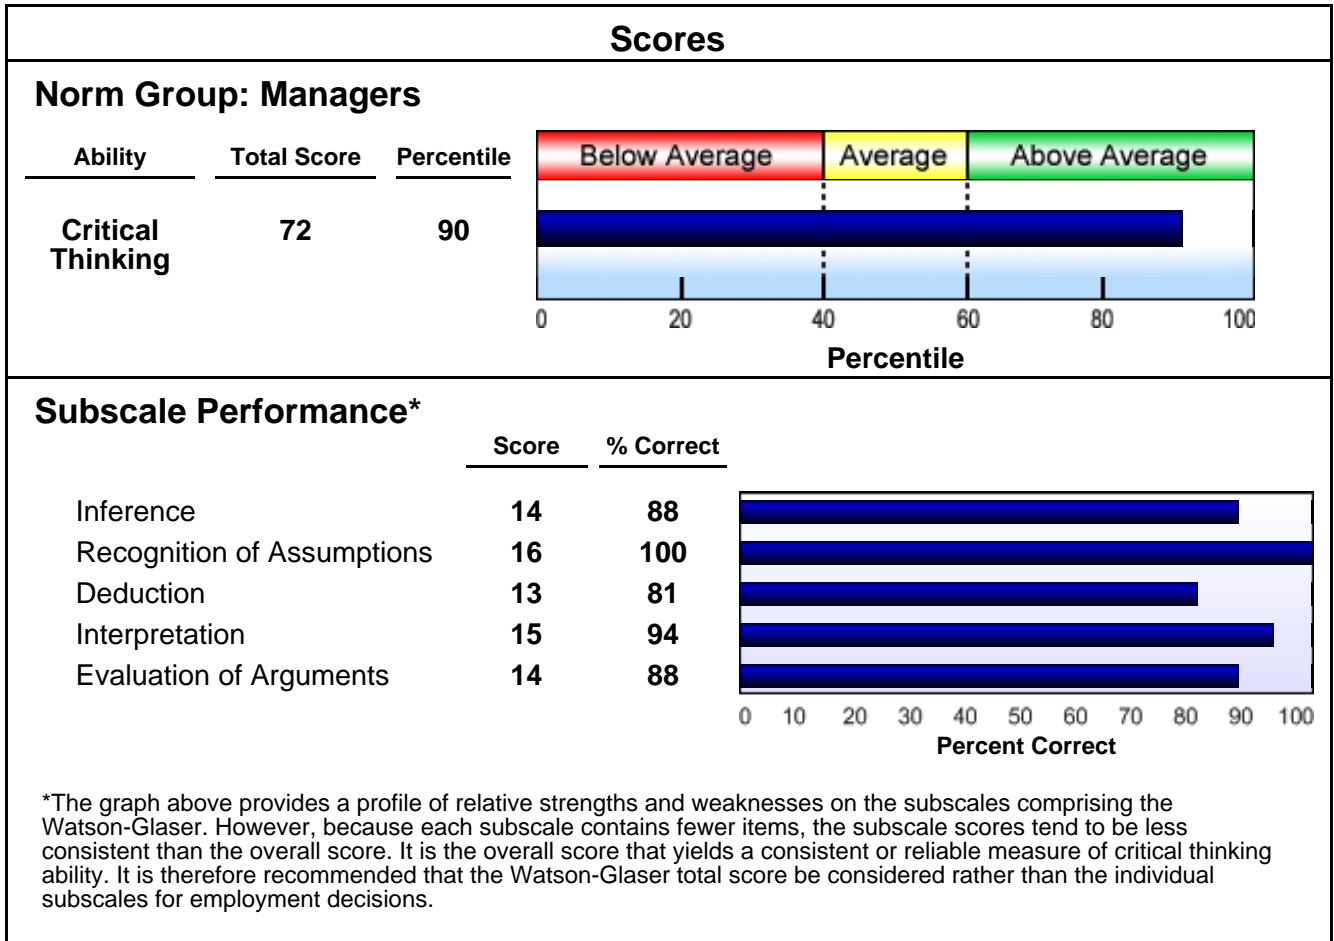 Scores
Norm Group: Managers
Ability Total Score Percentile
Below Average Average Above Average
Critical Thinking 72 90
0 20 40 60 80 100
Percentile
Subscale Performance*
Score % Correct
Inference 14 88
Recognition of Assumptions 16 100
Deduction 13 81
Interpretation 15 94
Evaluation of Arguments 14 88
0 10 20 30 40 50 60 70 80 90 100
Percent Correct
*The graph above provides a profile of relative strengths and weaknesses on the subscales comprising the
Watson-Glaser. However, because each subscale contains fewer items, the subscale scores tend to be less
consistent than the overall score. It is the overall score that yields a consistent or reliable measure of critical thinking
ability. It is therefore recommended that the Watson-Glaser total score be considered rather than the individual
subscales for employment decisions.